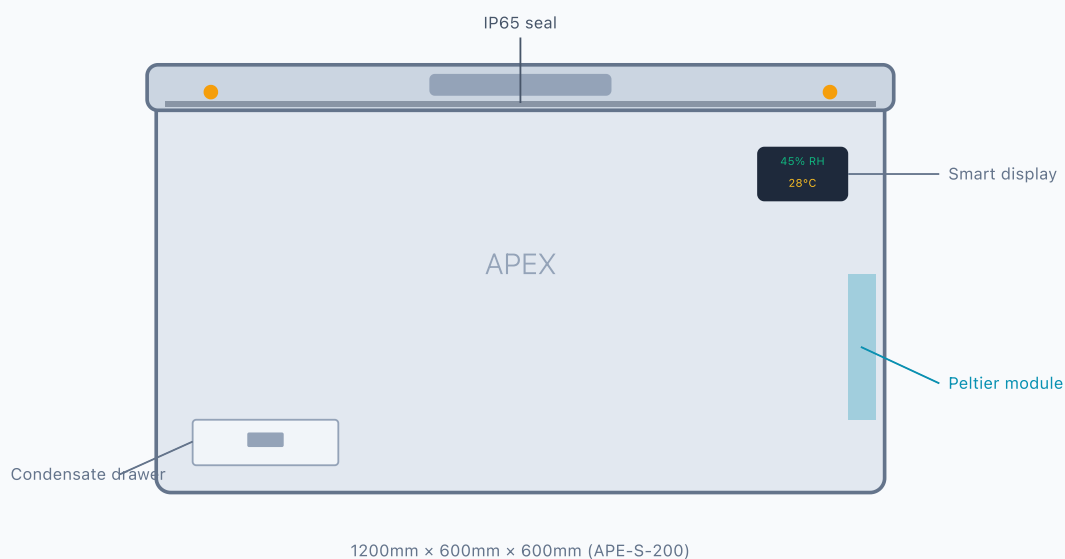 IP65 seal
45% RH
28°C
Smart display
APEX
Peltier module
Condensate drawer
1200mm × 600mm × 600mm (APE-S-200)